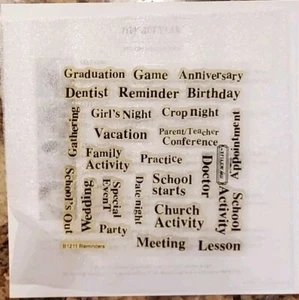 Graduation Game Anniversary
Dentist Reminder Birthday
Girl's Night Crop night
Gathering
Vacation
Parent/Teacher
Conference
Appointment
Family
Activity
Practice
Doctor
School's Out
Wedding
Special
Event
Date night
School
starts
School
Activity
Church
Activity
Party
Meeting Lesson
B1211 Reminders